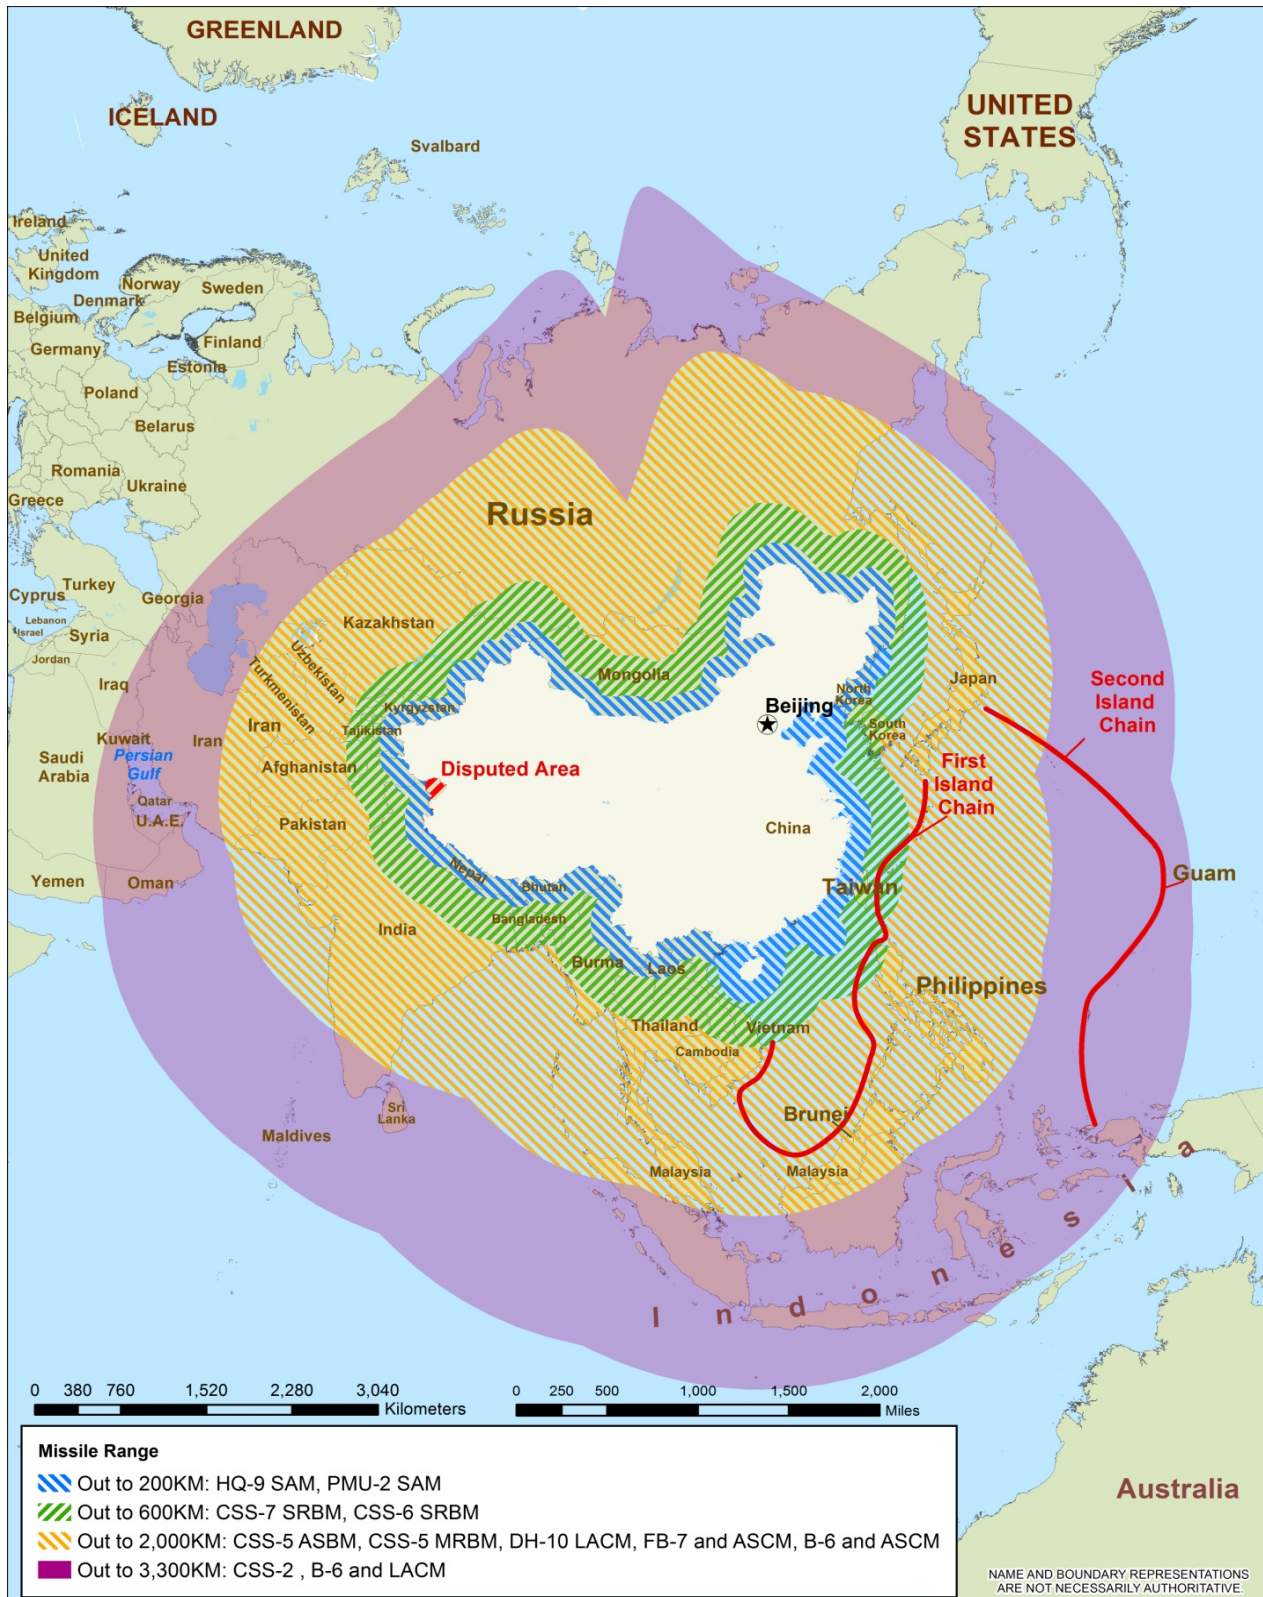 GREENLAND
ICELAND
UNITED
STATES
Svalbard
Ireland
United
Kingdom
Norway
Sweden
Denmark
Belgium
Finland
Germany
Estonia
Poland
Belarus
Romania
Ukraine
Greece
Russia
Turkey
Georgia
Cyprus
Lebanon
Israel
Syria
Jordan
Iraq
Kazakhstan
Uzbekistan
Turkmenistan
Mongolia
Kyrgyzstan
Tajikistan
Beijing
North
Korea
South
Korea
Japan
Second
Island
Chain
First
Island
Chain
Kuwait
Iran
Iran
Saudi
Arabia
Persian
Gulf
Afghanistan
Disputed Area
Qatar
U.A.E.
Pakistan
China
Yemen
Oman
Nepal
Bhutan
Taiwan
Guam
Bangladesh
India
Burma
Laos
Philippines
Thailand
Vietnam
Cambodia
Sri
Lanka
Brunei
Maldives
Malaysia
Malaysia
Indonesia
0 380 760 1,520 2,280 3,040
Kilometers
0 250 500 1,000 1,500 2,000
Miles
Missile Range
Out to 200KM: HQ-9 SAM, PMU-2 SAM
Out to 600KM: CSS-7 SRBM, CSS-6 SRBM
Out to 2,000KM: CSS-5 ASBM, CSS-5 MRBM, DH-10 LACM, FB-7 and ASCM, B-6 and ASCM
Out to 3,300KM: CSS-2 , B-6 and LACM
Australia
NAME AND BOUNDARY REPRESENTATIONS
ARE NOT NECESSARILY AUTHORITATIVE.